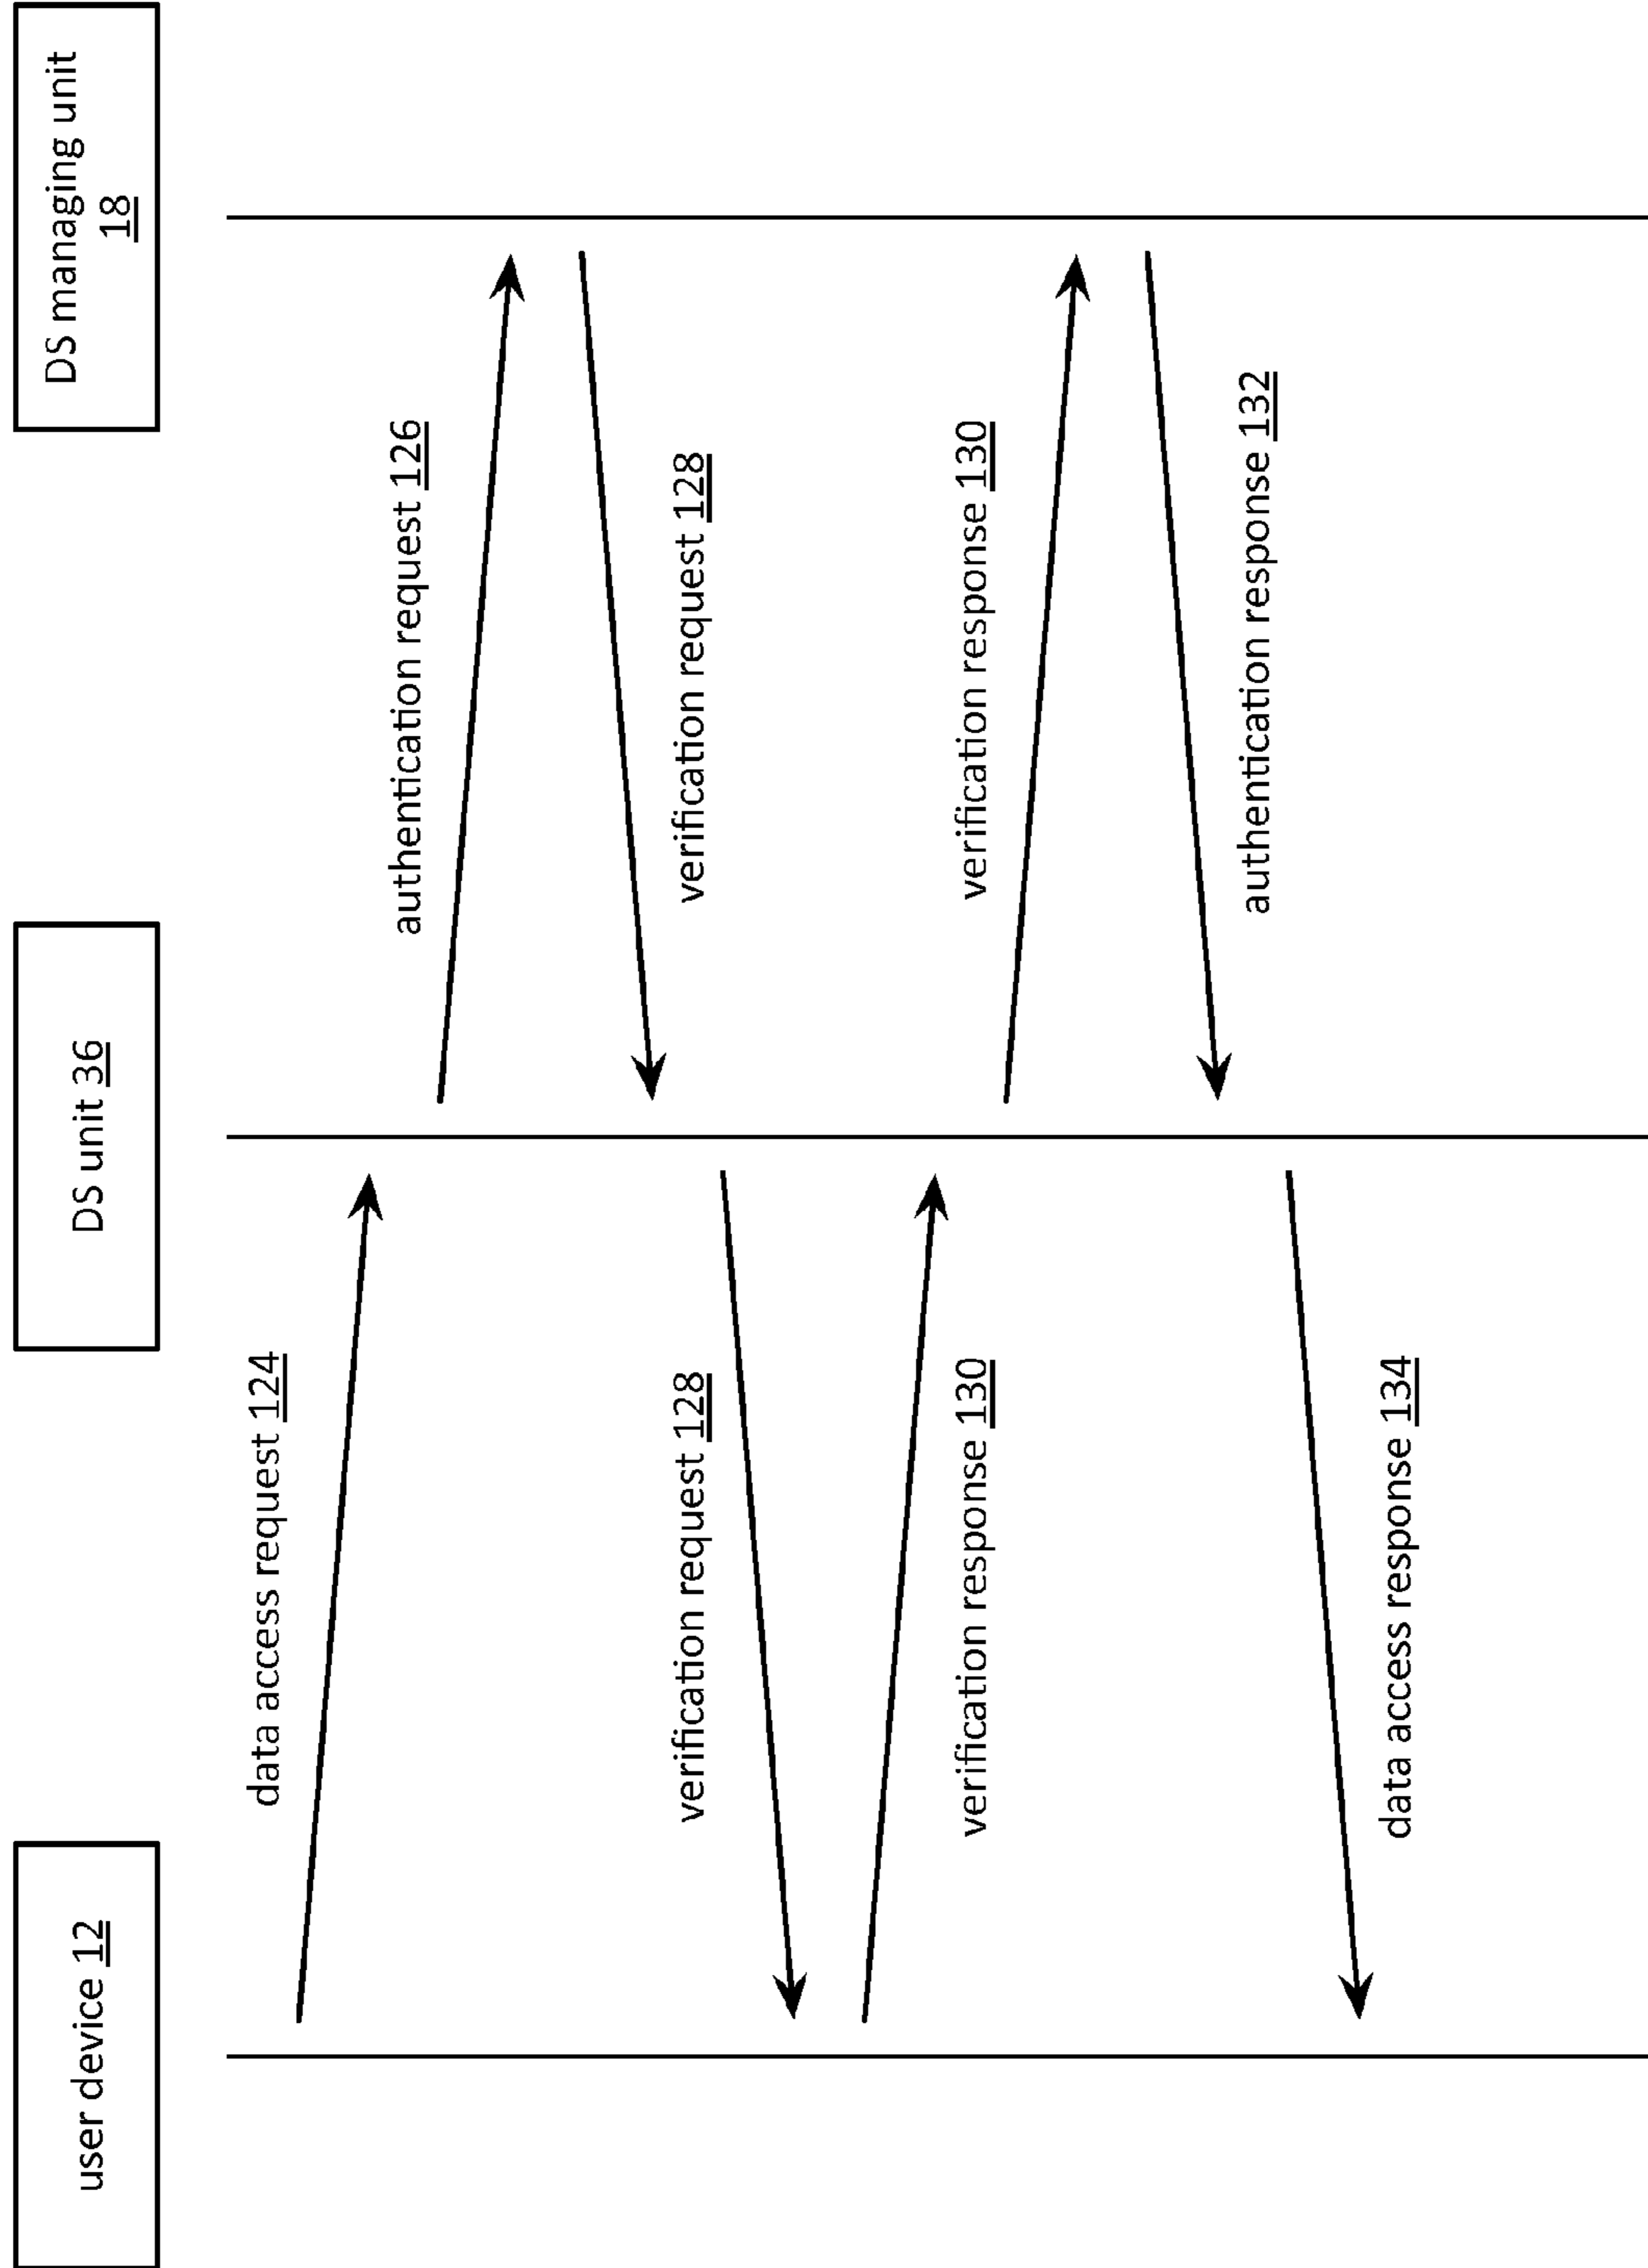 user device 12
DS unit 36
DS managing unit
18
data access request 124
authentication request 126
verification request 128
verification request 128
verification response 130
verification response 130
authentication response 132
data access response 134